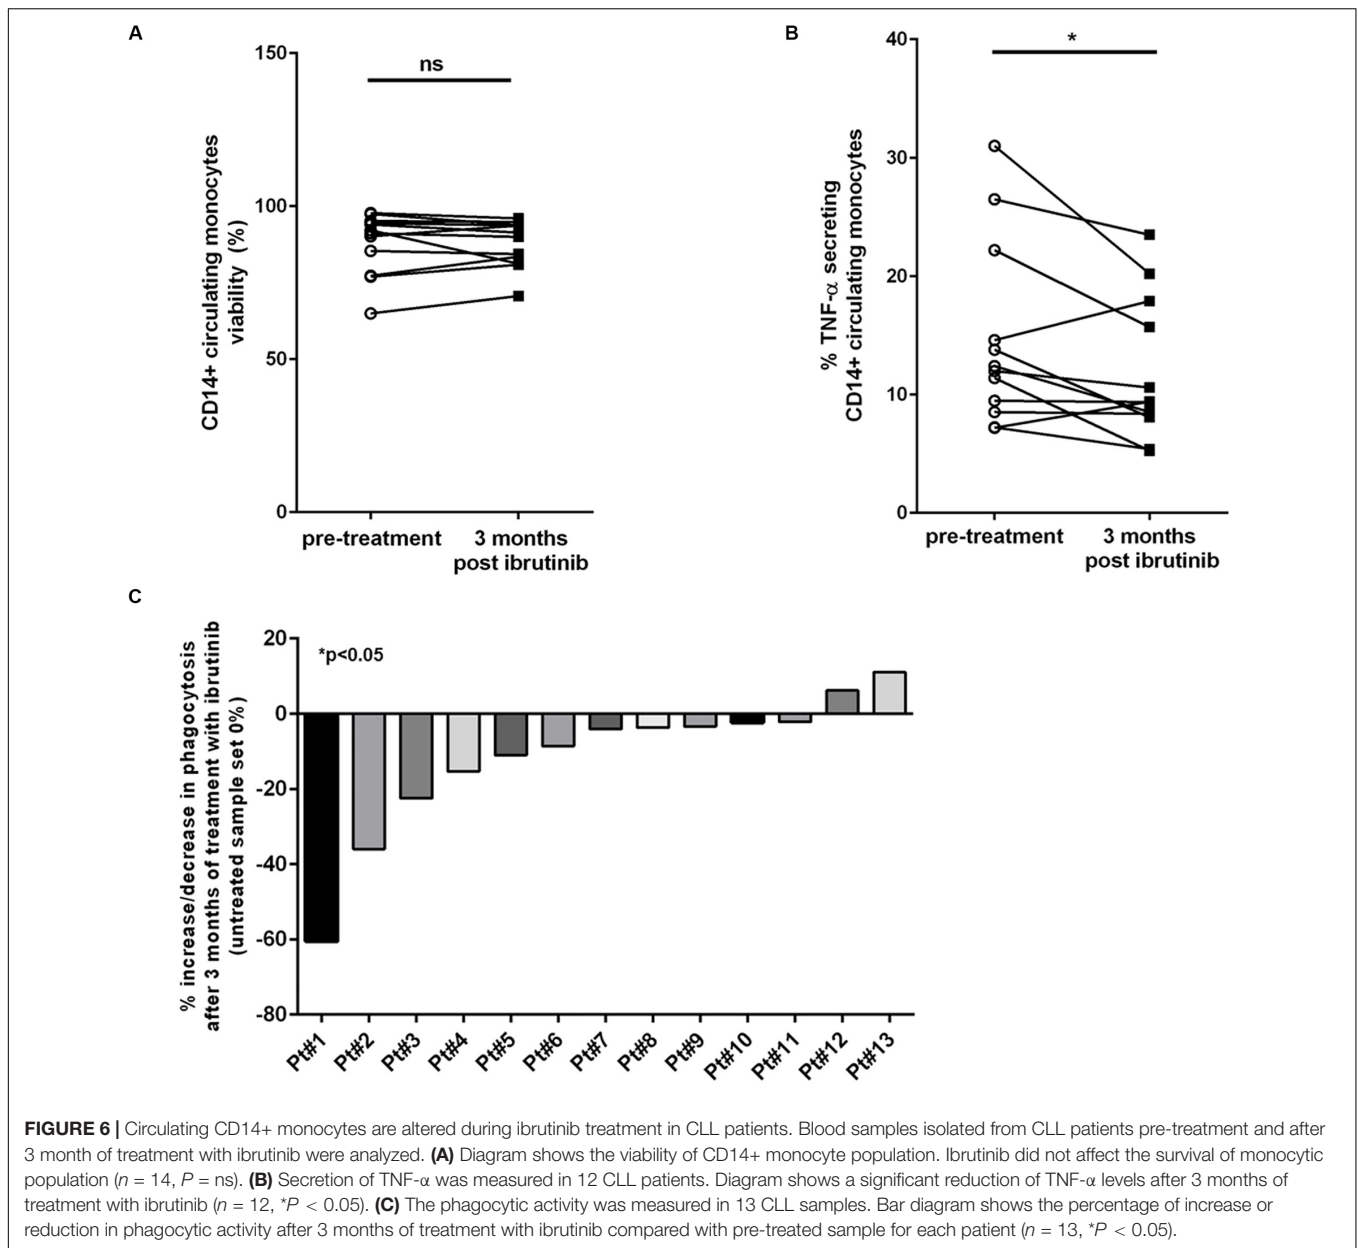 A
150
100
50
0
CD14+ circulating monocytes
viability (%)
ns
pre-treatment
3 months
post ibrutinib
B
40
30
20
10
0
% TNF-α secreting
CD14+ circulating monocytes
*
pre-treatment
3 months
post ibrutinib
C
20
0
-20
-40
-60
-80
% increase/decrease in phagocytosis
after 3 months of treatment with ibrutinib
(untreated sample set 0%)
*p<0.05
Pt#1
Pt#2
Pt#3
Pt#4
Pt#5
Pt#6
Pt#7
Pt#8
Pt#9
Pt#10
Pt#11
Pt#12
Pt#13
FIGURE 6 | Circulating CD14+ monocytes are altered during ibrutinib treatment in CLL patients. Blood samples isolated from CLL patients pre-treatment and after
3 month of treatment with ibrutinib were analyzed. (A) Diagram shows the viability of CD14+ monocyte population. Ibrutinib did not affect the survival of monocytic
population (n = 14, P = ns). (B) Secretion of TNF-α was measured in 12 CLL patients. Diagram shows a significant reduction of TNF-α levels after 3 months of
treatment with ibrutinib (n = 12, *P < 0.05). (C) The phagocytic activity was measured in 13 CLL samples. Bar diagram shows the percentage of increase or
reduction in phagocytic activity after 3 months of treatment with ibrutinib compared with pre-treated sample for each patient (n = 13, *P < 0.05).